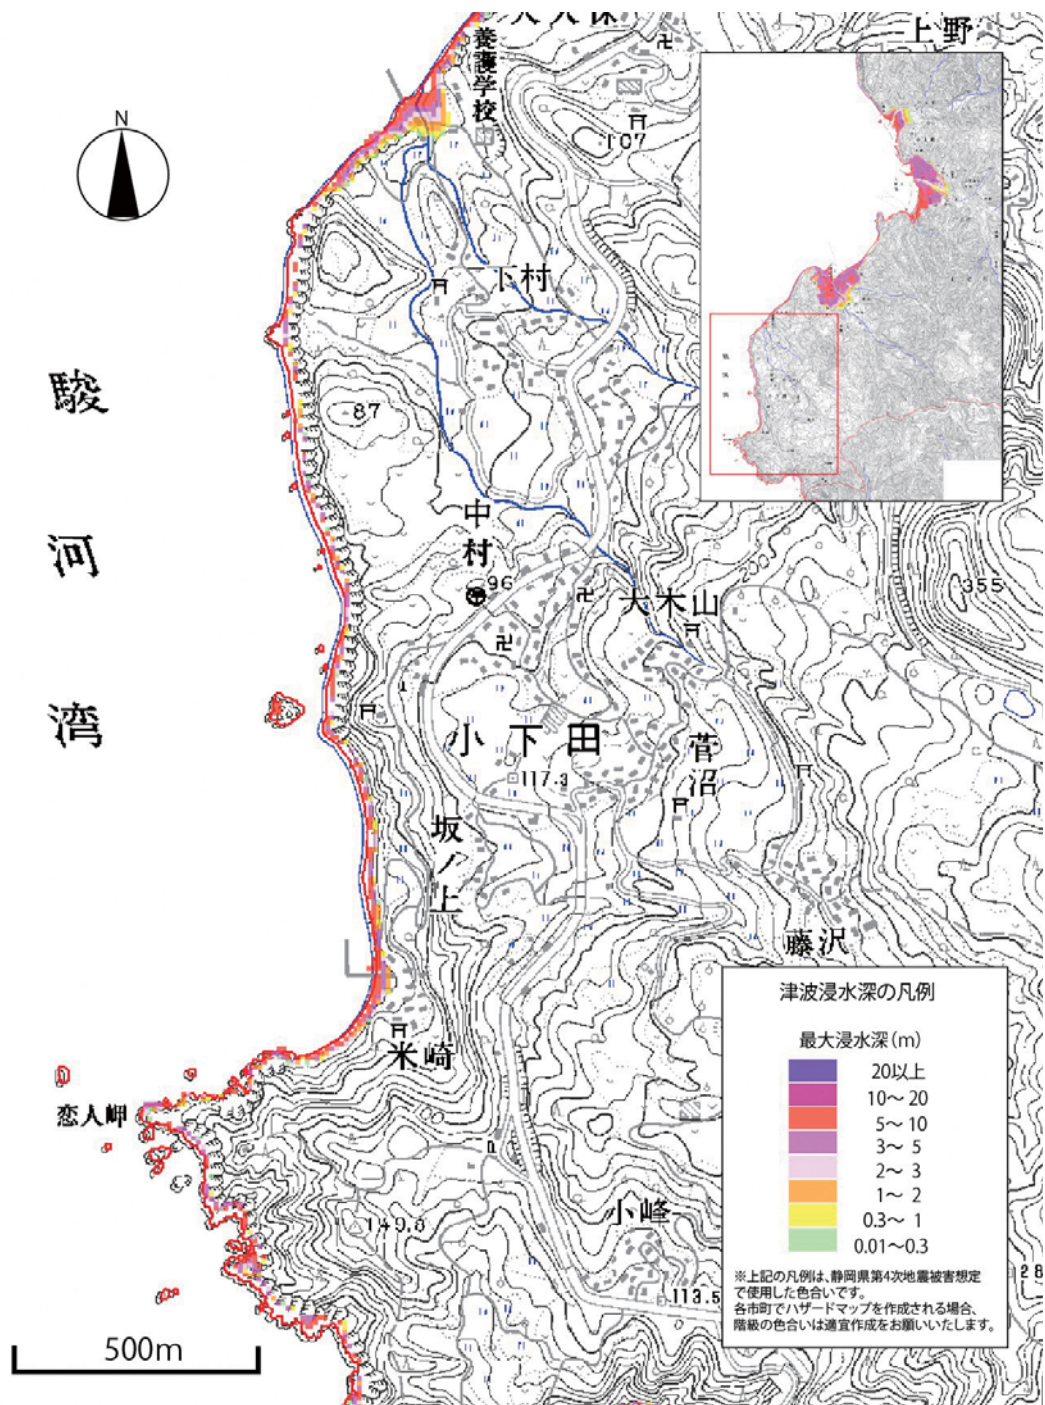 上野
養護学校
N
107
下村
駿河湾
87
中村
96
大木山
355
小下田
菅沼
117.3
坂ノ上
藤沢
米崎
恋人岬
149.8
小峰
113.5
28
500m
津波浸水深の凡例
最大浸水深(m)
20以上
10〜 20
5〜 10
3〜 5
2〜 3
1〜 2
0.3〜 1
0.01〜0.3
※上記の凡例は、静岡県第4次地震被害想定
で使用した色合いです。
各市町でハザードマップを作成される場合、
階級の色合いは適宜作成をお願いいたします。